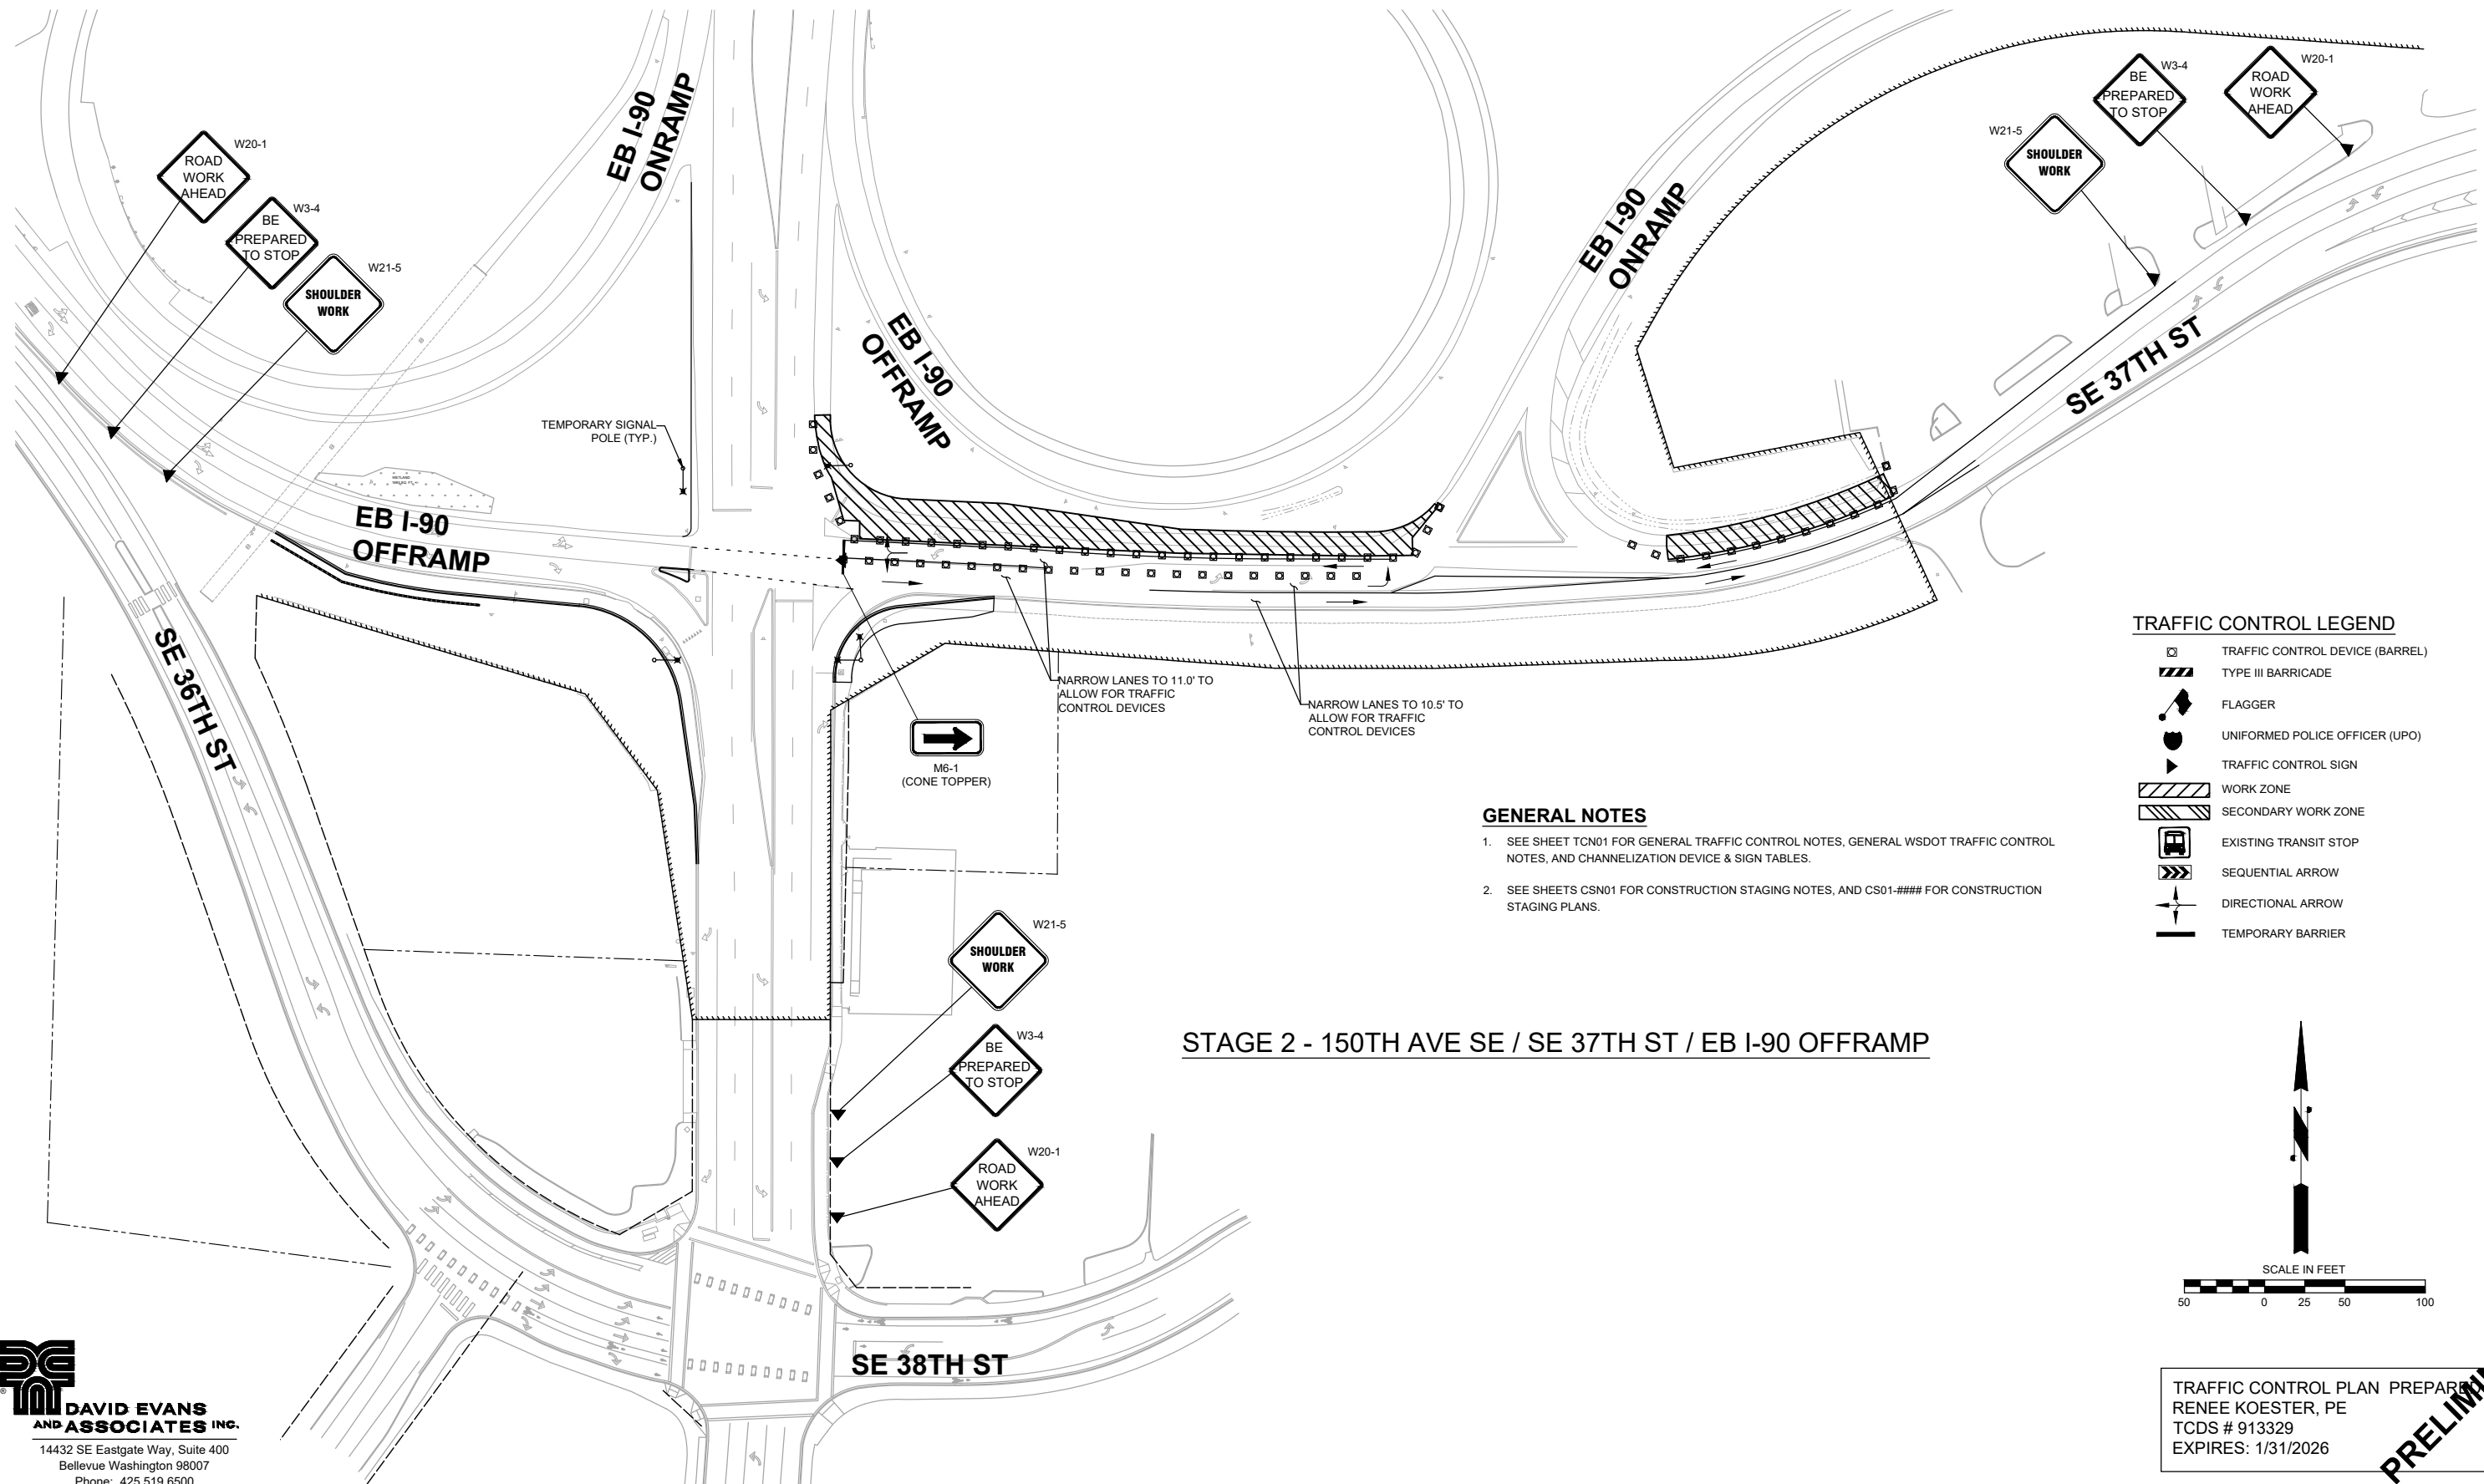 EB I-90
ONRAMP
W20-1
ROAD
WORK
AHEAD
W3-4
BE
PREPARED
TO STOP
W21-5
SHOULDER
WORK
TEMPORARY SIGNAL
POLE (TYP.)
EB I-90
OFFRAMP
EB I-90
OFFRAMP
SE 36TH ST
EB I-90
ONRAMP
W21-5
SHOULDER
WORK
W3-4
BE
PREPARED
TO STOP
W20-1
ROAD
WORK
AHEAD
SE 37TH ST
NARROW LANES TO 11.0' TO
ALLOW FOR TRAFFIC
CONTROL DEVICES
NARROW LANES TO 10.5' TO
ALLOW FOR TRAFFIC
CONTROL DEVICES
M6-1
(CONE TOPPER)
W21-5
SHOULDER
WORK
W3-4
BE
PREPARED
TO STOP
W20-1
ROAD
WORK
AHEAD
SE 38TH ST
GENERAL NOTES
1. SEE SHEET TCN01 FOR GENERAL TRAFFIC CONTROL NOTES, GENERAL WSDOT TRAFFIC CONTROL
NOTES, AND CHANNELIZATION DEVICE & SIGN TABLES.
2. SEE SHEETS CSN01 FOR CONSTRUCTION STAGING NOTES, AND CS01-#### FOR CONSTRUCTION
STAGING PLANS.
TRAFFIC CONTROL LEGEND
TRAFFIC CONTROL DEVICE (BARREL)
TYPE III BARRICADE
FLAGGER
UNIFORMED POLICE OFFICER (UPO)
TRAFFIC CONTROL SIGN
WORK ZONE
SECONDARY WORK ZONE
EXISTING TRANSIT STOP
SEQUENTIAL ARROW
DIRECTIONAL ARROW
TEMPORARY BARRIER
STAGE 2 - 150TH AVE SE / SE 37TH ST / EB I-90 OFFRAMP
N
SCALE IN FEET
50 0 25 50 100
DAVID EVANS
AND ASSOCIATES INC.
14432 SE Eastgate Way, Suite 400
Bellevue Washington 98007
Phone: 425.519.6500
TRAFFIC CONTROL PLAN PREPARED
RENEE KOESTER, PE
TCDS # 913329
EXPIRES: 1/31/2026
PRELIMI